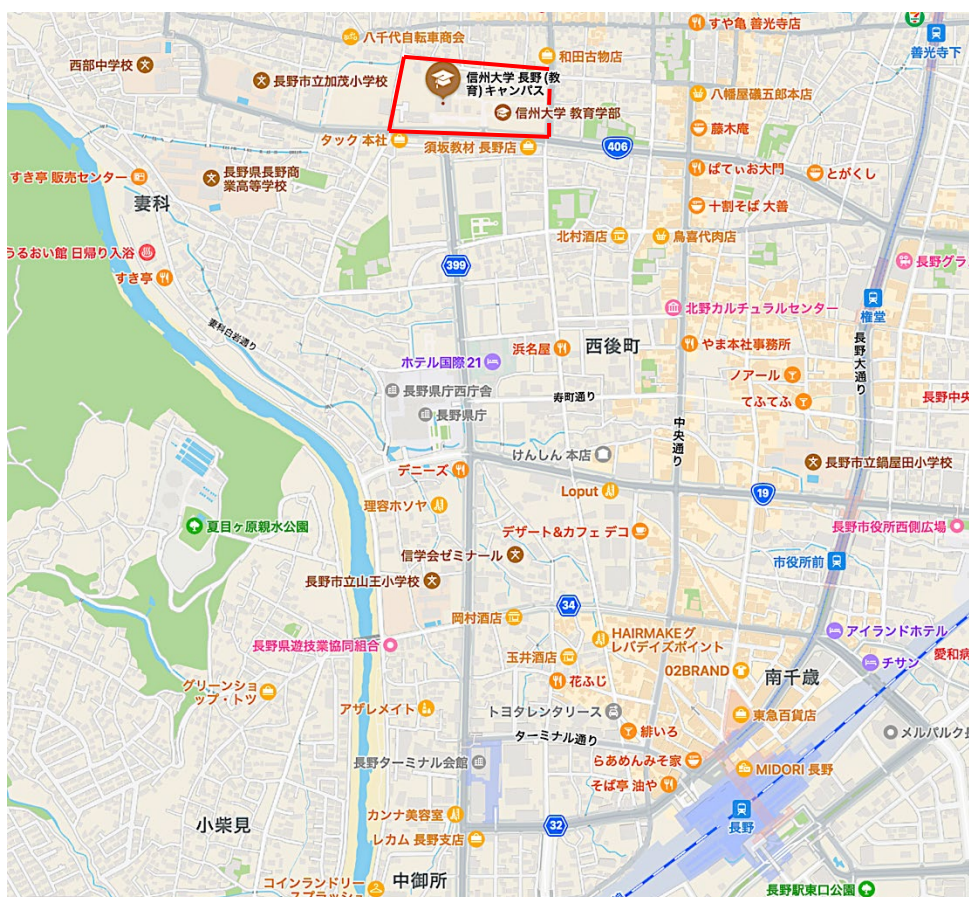 すや亀 善光寺店
八千代自転車商会
善光寺下
和田古物店
西部中学校
長野市立加茂小学校
信州大学 長野 (教
育) キャンパス
八幡屋礒五郎本店
信州大学 教育学部
藤木庵
タック 本社
須坂教材 長野店
406
ぱてぃお大門
とがくし
すき亭 販売センター
長野県長野商
業高等学校
妻科
十割そば 大善
北村酒店
鳥喜代肉店
うるおい館 日帰り入浴
399
長野グラ
すき亭
北野カルチュラルセンター
権堂
妻科白岩通り
浜名屋
西後町
やま本社事務所
長野大通り
ホテル国際21
ノアール
長野県庁西庁舎
寿町通り
てふてふ
長野中央
長野県庁
中央通り
けんしん 本店
長野市立鍋屋田小学校
デニーズ
Loput
19
理容ホソヤ
夏目ヶ原親水公園
デザート&カフェ デコ
長野市役所西側広場
信学会ゼミナール
市役所前
長野市立山王小学校
34
岡村酒店
HAIRMAKEグ
レバデイズポイント
アイランドホテル
長野県遊技業協同組合
玉井酒店
愛和病
チサン
O2BRAND
南千歳
グリーンショ
ップ・トツ
花ふじ
アザレメイト
トヨタレンタリース
東急百貨店
緋いろ
メルパルク長
ターミナル通り
長野ターミナル会館
らあめんみそ家
MIDORI 長野
そば亭 油や
カンナ美容室
長野
小柴見
32
レカム 長野支店
コインランドリー
スプラッシュ
中御所
長野駅東口公園